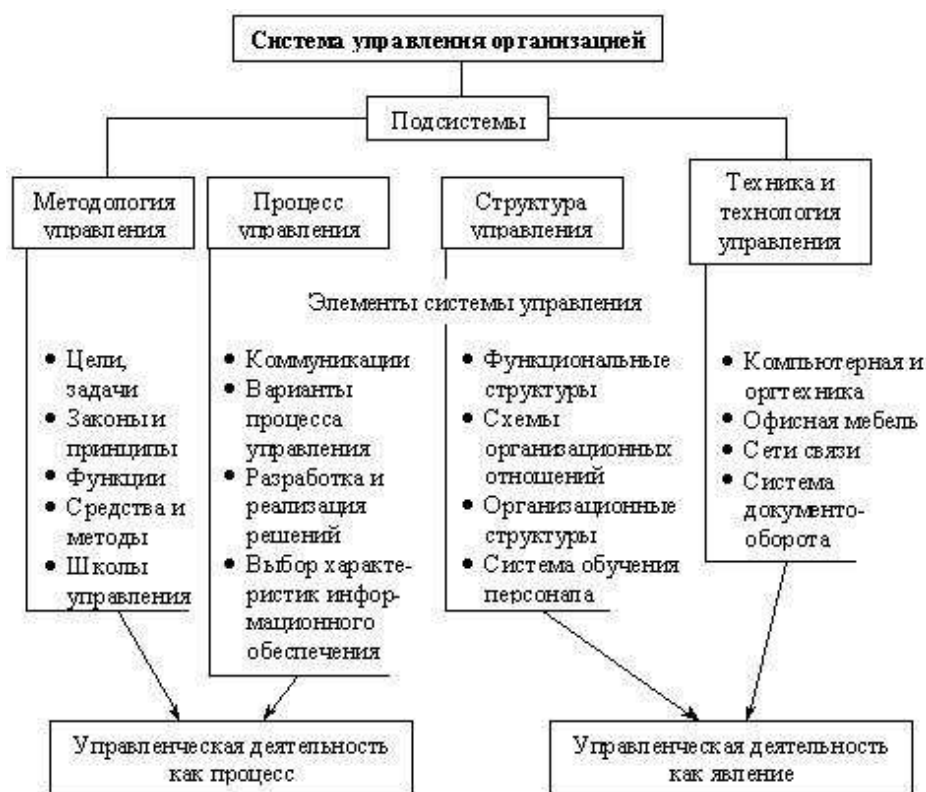 Система управления организацией
Подсистемы
Методология
управления
Процесс
управления
Структура
управления
Техника и
технология
управления
Элементы системы управления
• Цели,
задачи
• Законы и
принципы
• Функции
• Средства и
методы
• Школы
управления
• Коммуникации
• Варианты
процесса
управления
• Разработка и
реализация
решений
• Выбор характе-
ристик инфор-
мационного
обеспечения
• Функциональные
структуры
• Схемы
организационных
отношений
• Организационные
структуры
• Система обучения
персонала
• Компьютерная и
оргтехника
• Офисная мебель
• Сети связи
• Система
документо-
оборота
Управленческая деятельность
как процесс
Управленческая деятельность
как явление